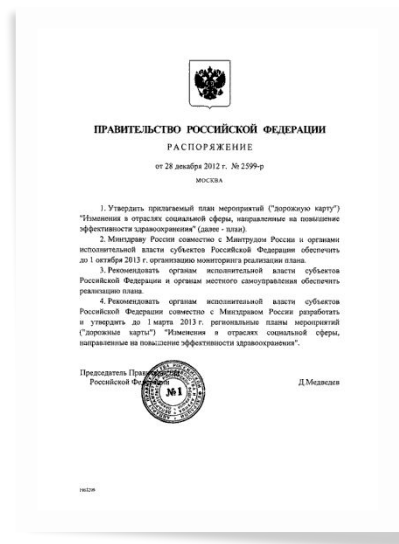 ПРАВИТЕЛЬСТВО РОССИЙСКОЙ ФЕДЕРАЦИИ
РАСПОРЯЖЕНИЕ
от 28 декабря 2012 г. № 2599-р
МОСКВА
1. Утвердить прилагаемый план мероприятий ("дорожную карту")
"Изменения в отраслях социальной сферы, направленные на повышение
эффективности здравоохранения" (далее - план).
2. Минздраву России совместно с Минтрудом России и органами
исполнительной власти субъектов Российской Федерации обеспечить
до 1 октября 2013 г. организацию мониторинга реализации плана.
3. Рекомендовать органам исполнительной власти субъектов
Российской Федерации и органам местного самоуправления обеспечить
реализацию плана.
4. Рекомендовать органам исполнительной власти субъектов
Российской Федерации совместно с Минздравом России разработать
и утвердить до 1 марта 2013 г. региональные планы мероприятий
("дорожные карты") "Изменения в отраслях социальной сферы,
направленные на повышение эффективности здравоохранения".
Председатель Правительства
Российской Федерации
Д.Медведев
№1